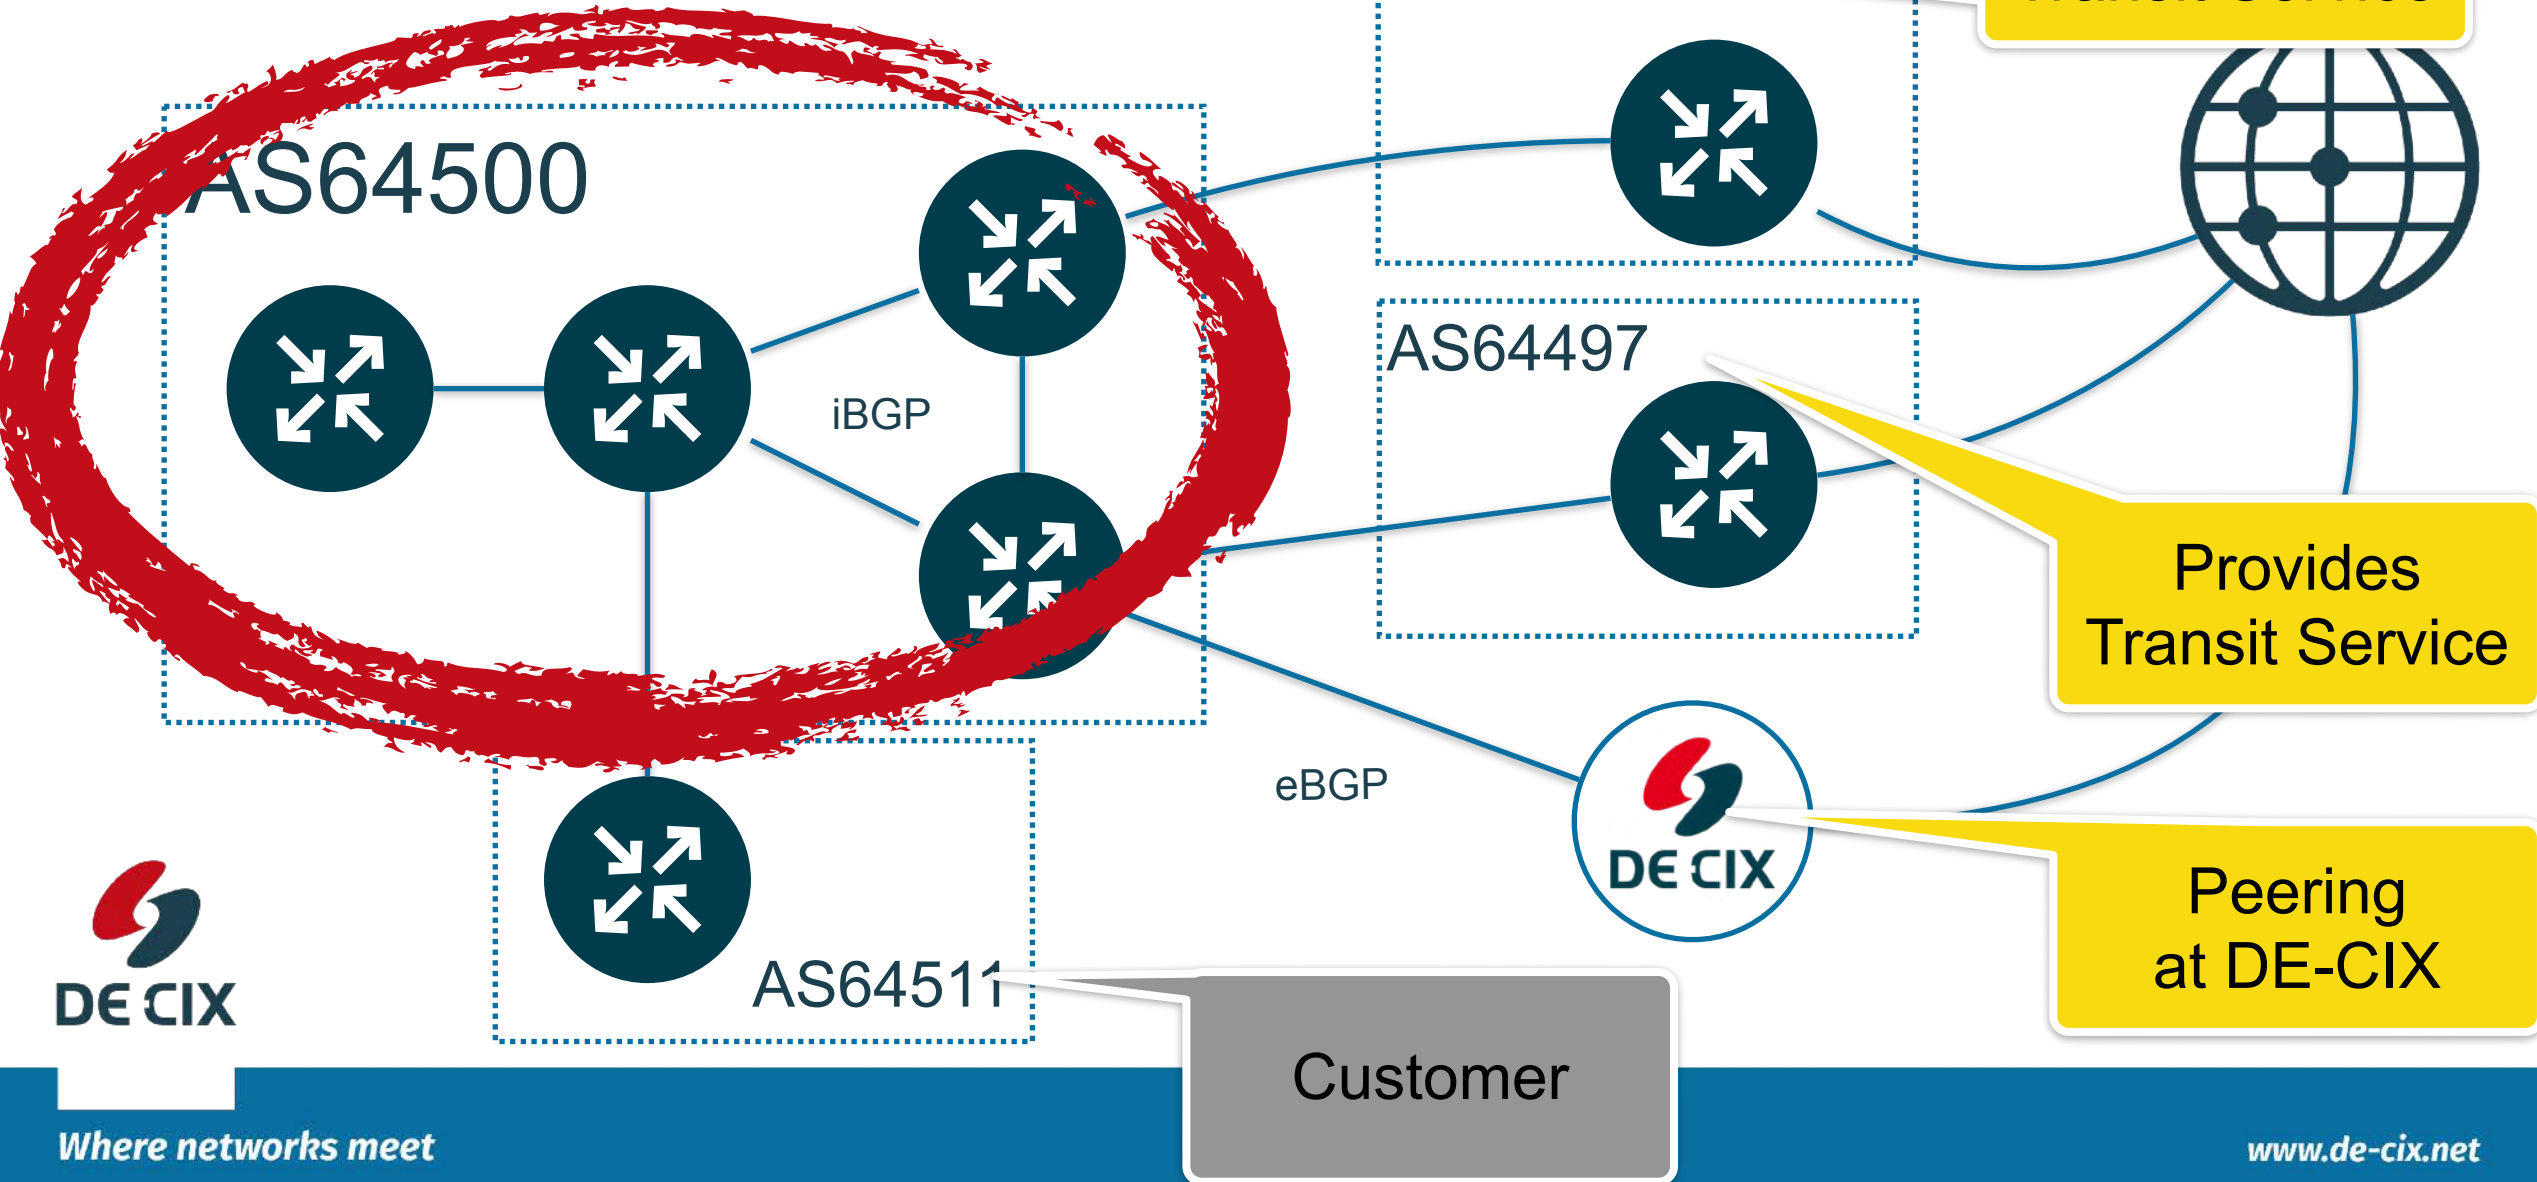 Transit Service
AS64500
iBGP
AS64497
Provides
Transit Service
eBGP
DE CIX
Peering
at DE-CIX
AS64511
DE CIX
Customer
Where networks meet
www.de-cix.net